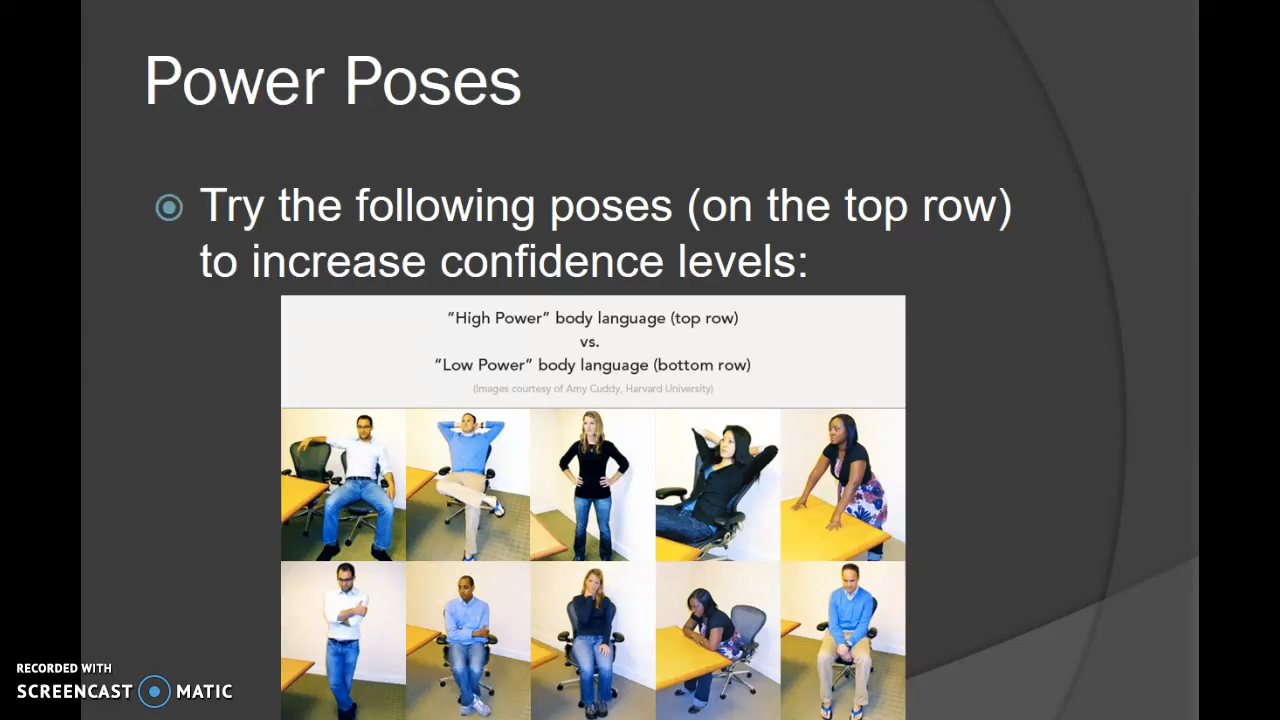 Power Poses
Try the following poses (on the top row)
to increase confidence levels:
“High Power” body language (top row)
vs.
“Low Power” body language (bottom row)
(Images courtesy of Amy Cuddy, Harvard University)
RECORDED WITH
SCREENCAST MATIC